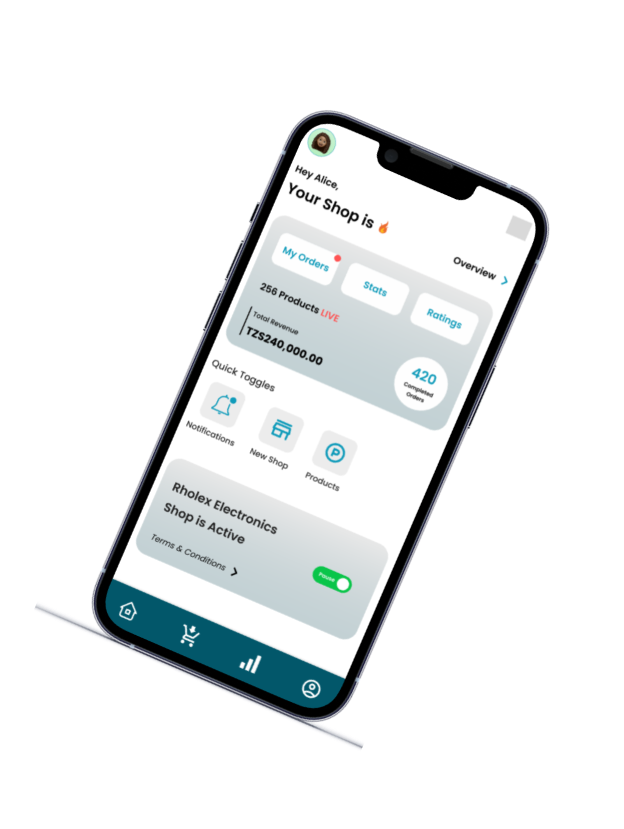 Hey Alice,
Your Shop is 🔥
Overview
My Orders
Stats
Ratings
256 Products LIVE
Total Revenue
TZS240,000.00
420
Completed
Orders
Quick Toggles
Notifications
New Shop
P
Products
Rholex Electronics
Shop is Active
Terms & Conditions
Pause